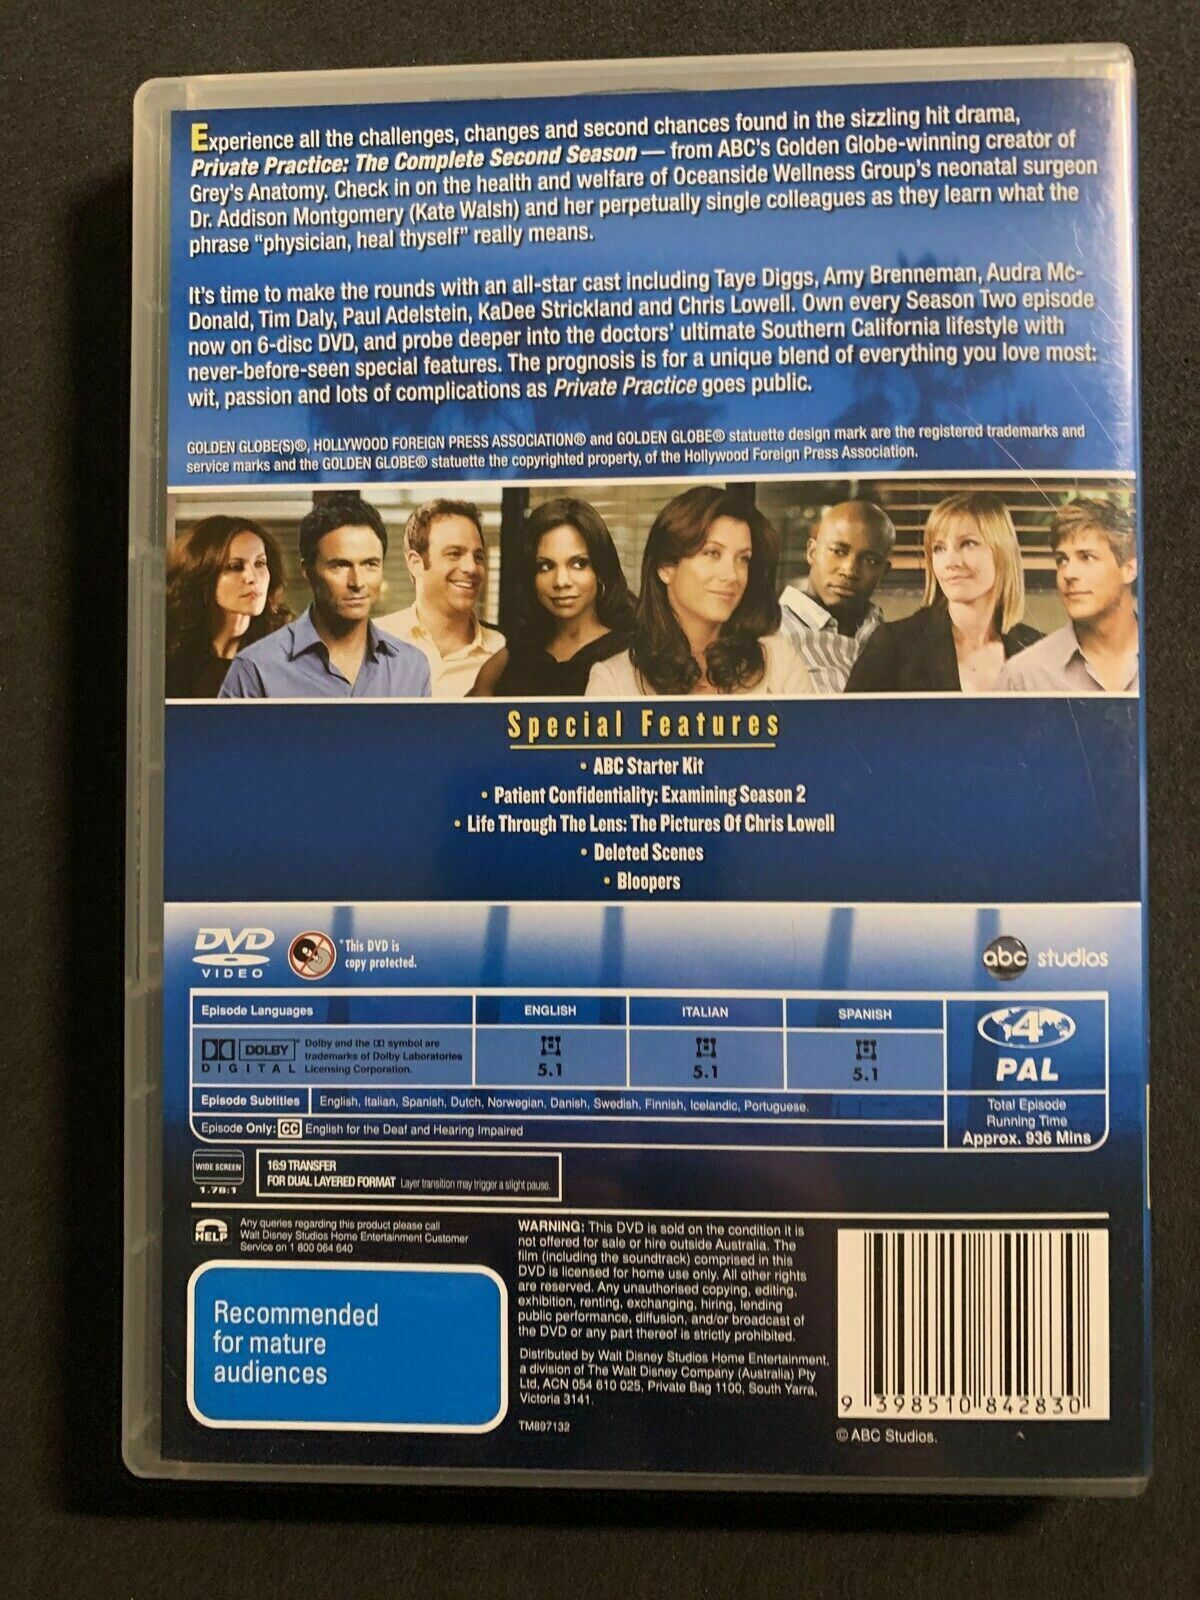 Experience all the challenges, changes and second chances found in the sizzling hit drama,
Private Practice: The Complete Second Season — from ABC's Golden Globe-winning creator of
Grey's Anatomy. Check in on the health and welfare of Oceanside Wellness Group's neonatal surgeon
Dr. Addison Montgomery (Kate Walsh) and her perpetually single colleagues as they learn what the
phrase "physician, heal thyself" really means.
It's time to make the rounds with an all-star cast including Taye Diggs, Amy Brenneman, Audra Mc-
Donald, Tim Daly, Paul Adelstein, KaDee Strickland and Chris Lowell. Own every Season Two episode
now on 6-disc DVD, and probe deeper into the doctors' ultimate Southern California lifestyle with
never-before-seen special features. The prognosis is for a unique blend of everything you love most:
wit, passion and lots of complications as Private Practice goes public.
GOLDEN GLOBE(S)®, HOLLYWOOD FOREIGN PRESS ASSOCIATION® and GOLDEN GLOBE® statuette design mark are the registered trademarks and
service marks and the GOLDEN GLOBE® statuette the copyrighted property, of the Hollywood Foreign Press Association.
Special Features
• ABC Starter Kit
• Patient Confidentiality: Examining Season 2
• Life Through The Lens: The Pictures Of Chris Lowell
• Deleted Scenes
• Bloopers
DVD
VIDEO
"This DVD is
copy protected.
abc studios
Episode Languages
ENGLISH
ITALIAN
SPANISH
DOLBY
DIGITAL
Dolby and the DD symbol are
trademarks of Dolby Laboratories
Licensing Corporation.
5.1
5.1
5.1
4
PAL
Episode Subtitles
English, Italian, Spanish, Dutch, Norwegian, Danish, Swedish, Finnish, Icelandic, Portuguese.
Episode Only: CC English for the Deaf and Hearing Impaired
Total Episode
Running Time
Approx. 936 Mins
WIDE SCREEN
1.78:1
16:9 TRANSFER
FOR DUAL LAYERED FORMAT Layer transition may trigger a slight pause.
HELP
Any queries regarding this product please call
Walt Disney Studios Home Entertainment Customer
Service on 1 800 064 640
Recommended
for mature
audiences
WARNING: This DVD is sold on the condition it is
not offered for sale or hire outside Australia. The
film (including the soundtrack) comprised in this
DVD is licensed for home use only. All other rights
are reserved. Any unauthorised copying, editing,
exhibition, renting, exchanging, hiring, lending
public performance, diffusion, and/or broadcast of
the DVD or any part thereof is strictly prohibited.
Distributed by Walt Disney Studios Home Entertainment,
a division of The Walt Disney Company (Australia) Pty
Ltd, ACN 054 610 025, Private Bag 1100, South Yarra,
Victoria 3141.
TM897132
9 398510 842830
© ABC Studios.